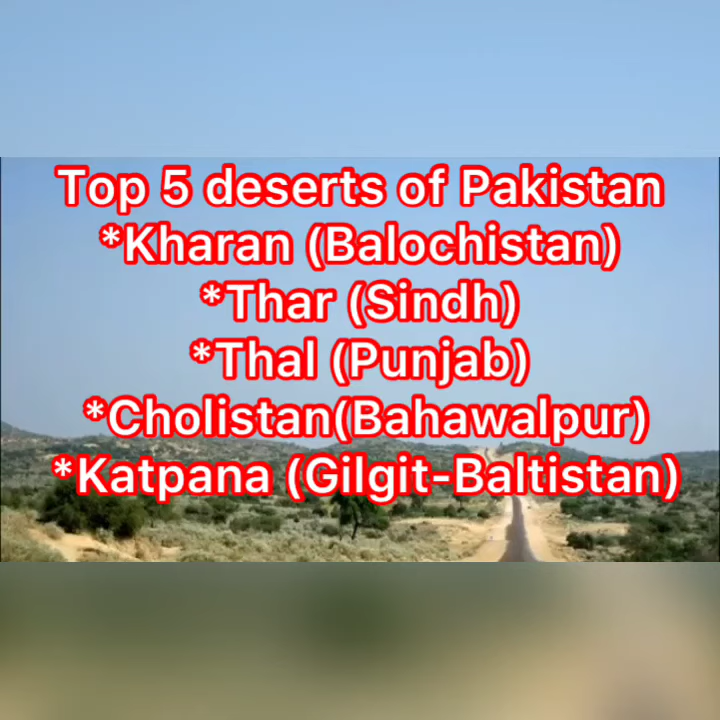 Top 5 deserts of Pakistan
*Kharan (Balochistan)
*Thar (Sindh)
*Thal (Punjab)
*Cholistan(Bahawalpur)
*Katpana (Gilgit-Baltistan)